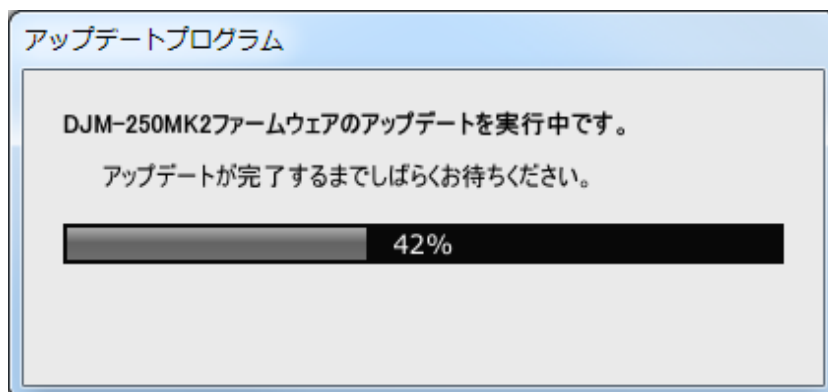 アップデートプログラム
DJM-250MK2ファームウェアのアップデートを実行中です。
アップデートが完了するまでしばらくお待ちください。
42%